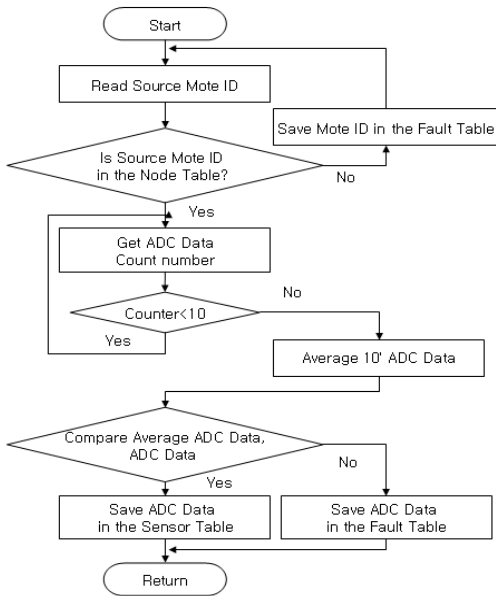 Start
Read Source Mote ID
Save Mote ID in the Fault Table
Is Source Mote ID
in the Node Table?
No
Yes
Get ADC Data
Count number
No
Counter<10
Yes
Average 10' ADC Data
Compare Average ADC Data,
ADC Data
No
Yes
Save ADC Data
in the Sensor Table
Save ADC Data
in the Fault Table
Return